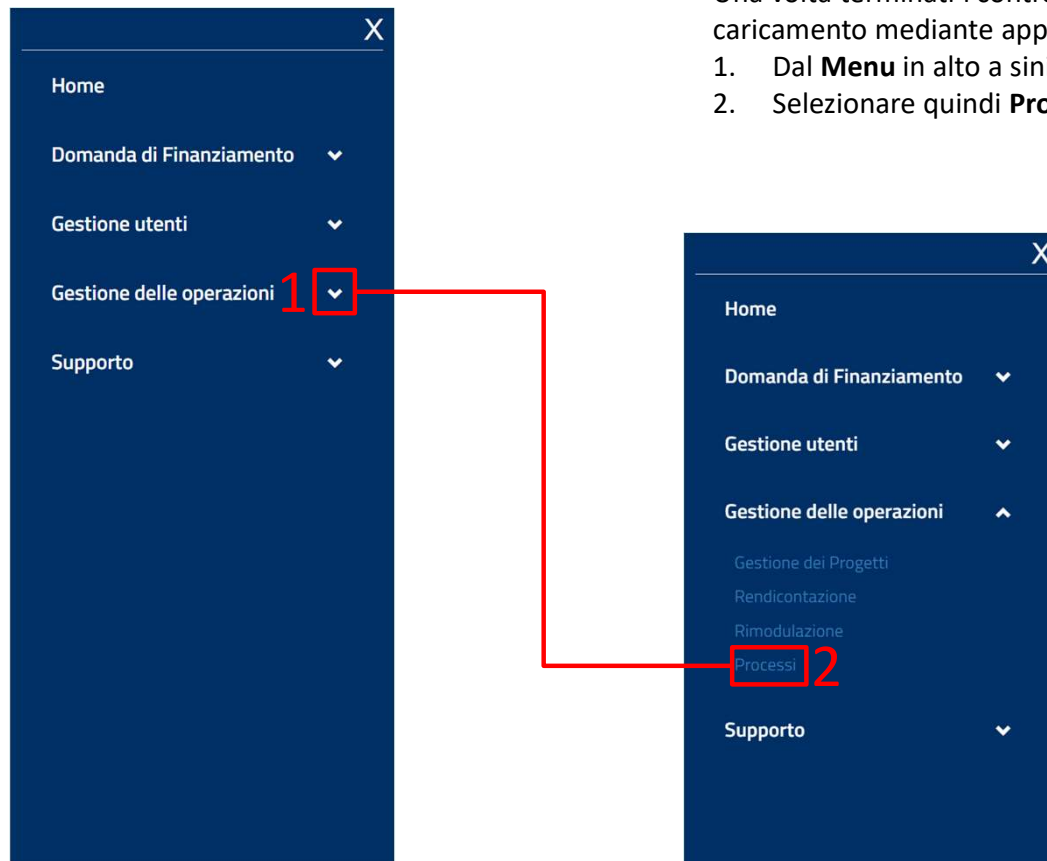 caricamento mediante app
1. Dal Menu in alto a sin
2. Selezionare quindi Pro
X
Home
Domanda di Finanziamento
Gestione utenti
Gestione delle operazioni 1
Supporto
X
Home
Domanda di Finanziamento
Gestione utenti
Gestione delle operazioni
Gestione dei Progetti
Rendicontazione
Rimodulazione
Processi 2
Supporto